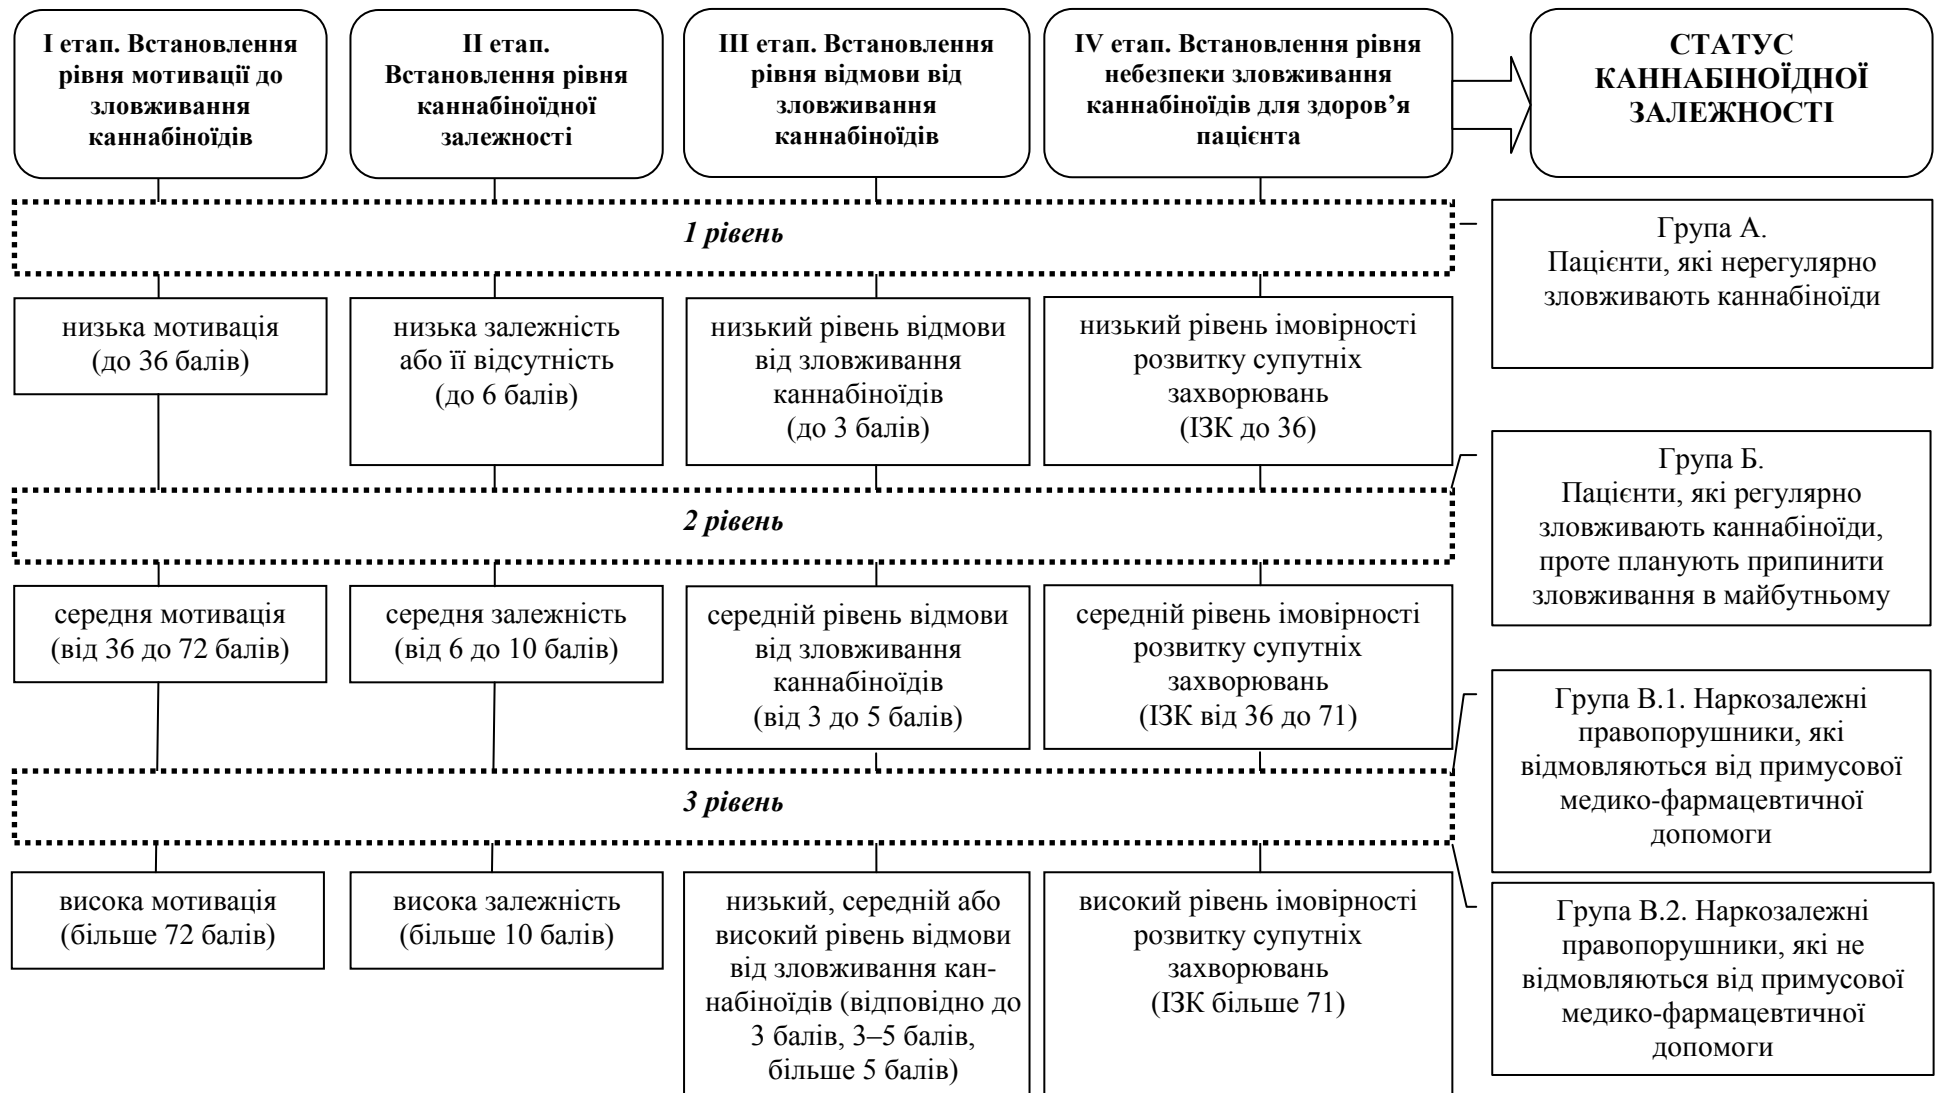 І етап. Встановлення
рівня мотивації до
зловживання
каннабіноїдів
ІІ етап.
Встановлення рівня
каннабіноїдної
залежності
ІІІ етап. Встановлення
рівня відмови від
зловживання
каннабіноїдів
IV етап. Встановлення рівня
небезпеки зловживання
каннабіноїдів для здоров’я
пацієнта
СТАТУС
КАННАБІНОЇДНОЇ
ЗАЛЕЖНОСТІ
1 рівень
Група А.
Пацієнти, які нерегулярно
зловживають каннабіноїди
низька мотивація
(до 36 балів)
низька залежність
або її відсутність
(до 6 балів)
низький рівень відмови
від зловживання
каннабіноїдів
(до 3 балів)
низький рівень імовірності
розвитку супутніх
захворювань
(ІЗК до 36)
2 рівень
Група Б.
Пацієнти, які регулярно
зловживають каннабіноїди,
проте планують припинити
зловживання в майбутньому
середня мотивація
(від 36 до 72 балів)
середня залежність
(від 6 до 10 балів)
середній рівень відмови
від зловживання
каннабіноїдів
(від 3 до 5 балів)
середній рівень імовірності
розвитку супутніх
захворювань
(ІЗК від 36 до 71)
3 рівень
Група В.1. Наркозалежні
правопорушники, які
відмовляються від примусової
медико-фармацевтичної
допомоги
висока мотивація
(більше 72 балів)
висока залежність
(більше 10 балів)
низький, середній або
високий рівень відмови
від зловживання кан-
набіноїдів (відповідно до
3 балів, 3–5 балів,
більше 5 балів)
високий рівень імовірності
розвитку супутніх
захворювань
(ІЗК більше 71)
Група В.2. Наркозалежні
правопорушники, які не
відмовляються від примусової
медико-фармацевтичної
допомоги